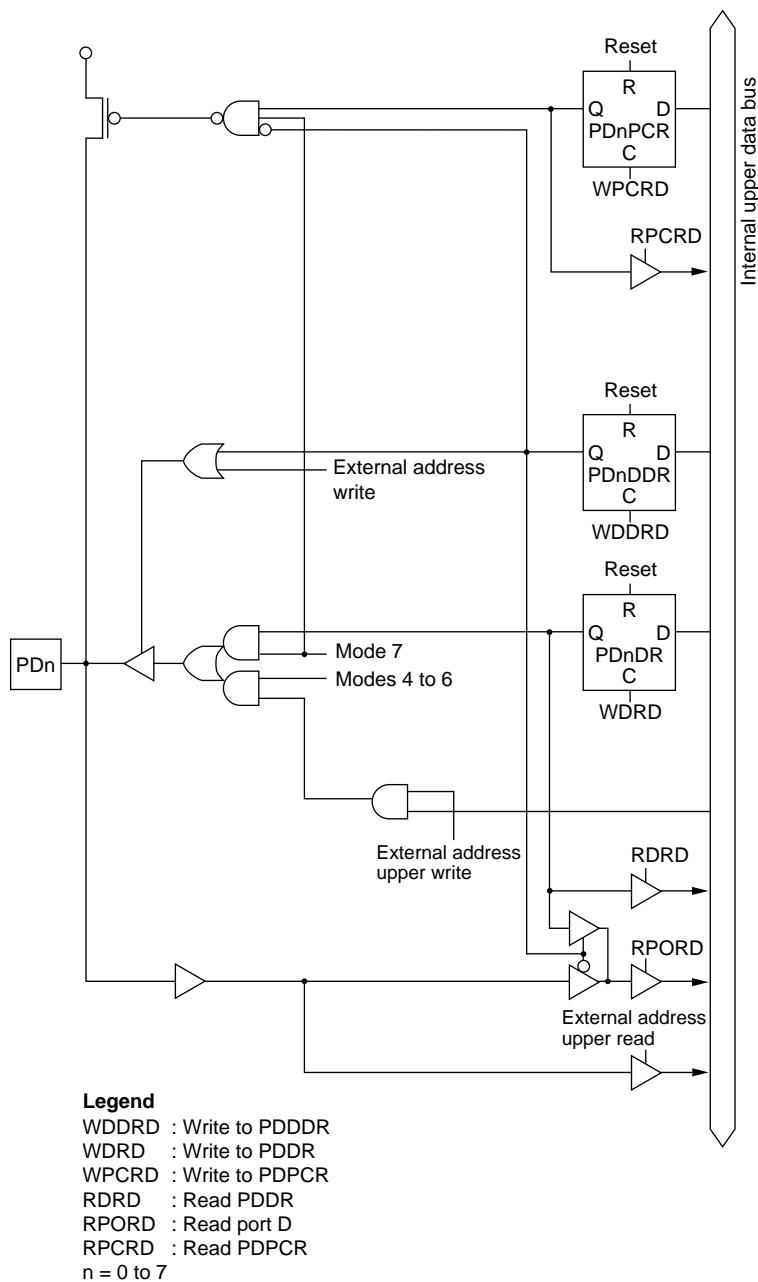 Reset
R
Q D
PDnPCR
C
WPCRD
Internal upper data bus
RPCRD
Reset
R
Q D
PDnDDR
C
WDDRD
External address
write
Reset
R
Q D
PDnDR
C
WDRD
PDn
Mode 7
Modes 4 to 6
External address
upper write
RDRD
RPORD
External address
upper read
Legend
WDDRD : Write to PDDDR
WDRD : Write to PDDR
WPCRD : Write to PDPCR
RDRD : Read PDDR
RPORD : Read port D
RPCRD : Read PDPCR
n = 0 to 7